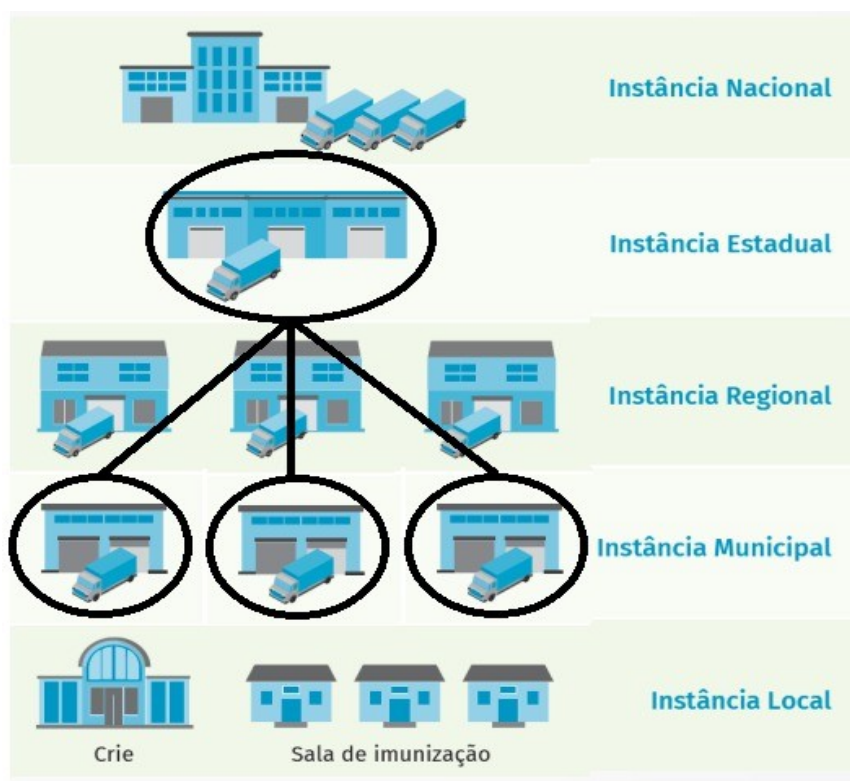 Instância Nacional
Instância Estadual
Instância Regional
Instância Municipal
Instância Local
Crie
Sala de imunização